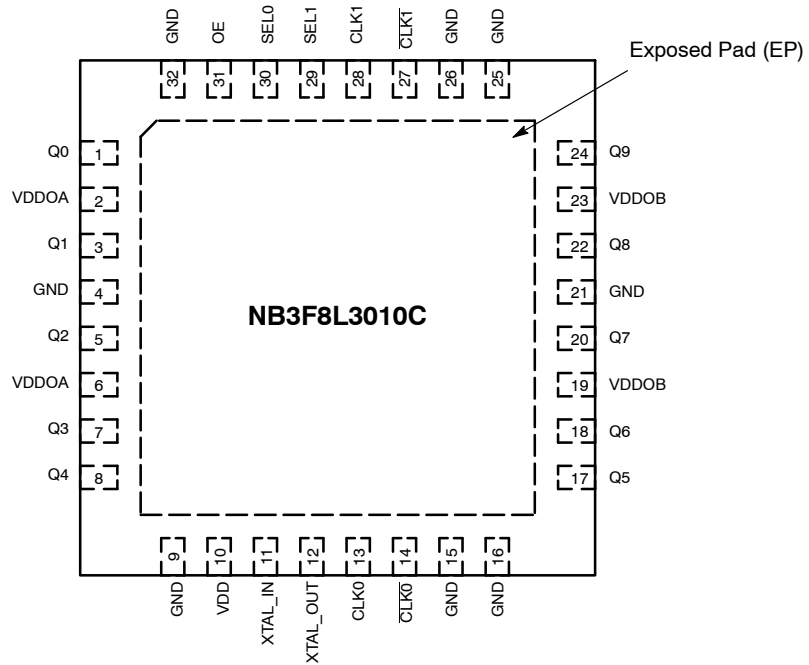 GND
OE
SEL0
SEL1
CLK1
CLK1
GND
GND
32
31
30
29
28
27
26
25
Exposed Pad (EP)
Q0 1
VDDOA 2
Q1 3
GND 4
Q2 5
VDDOA 6
Q3 7
Q4 8
NB3F8L3010C
24 Q9
23 VDDOB
22 Q8
21 GND
20 Q7
19 VDDOB
18 Q6
17 Q5
9
10
11
12
13
14
15
16
GND
VDD
XTAL_IN
XTAL_OUT
CLK0
CLK0
GND
GND